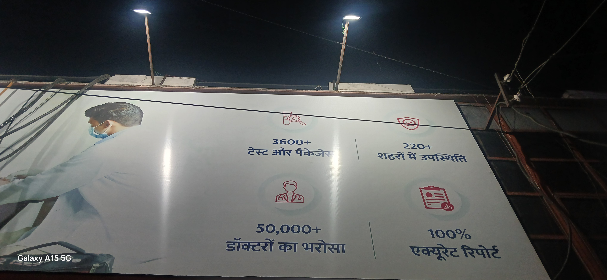 3600+
टेस्ट और पैकेजेस
220+
शहरों में उपस्थिति
50,000+
डॉक्टरों का भरोसा
100%
एक्यूरेट रिपोर्ट
Galaxy A15 5G